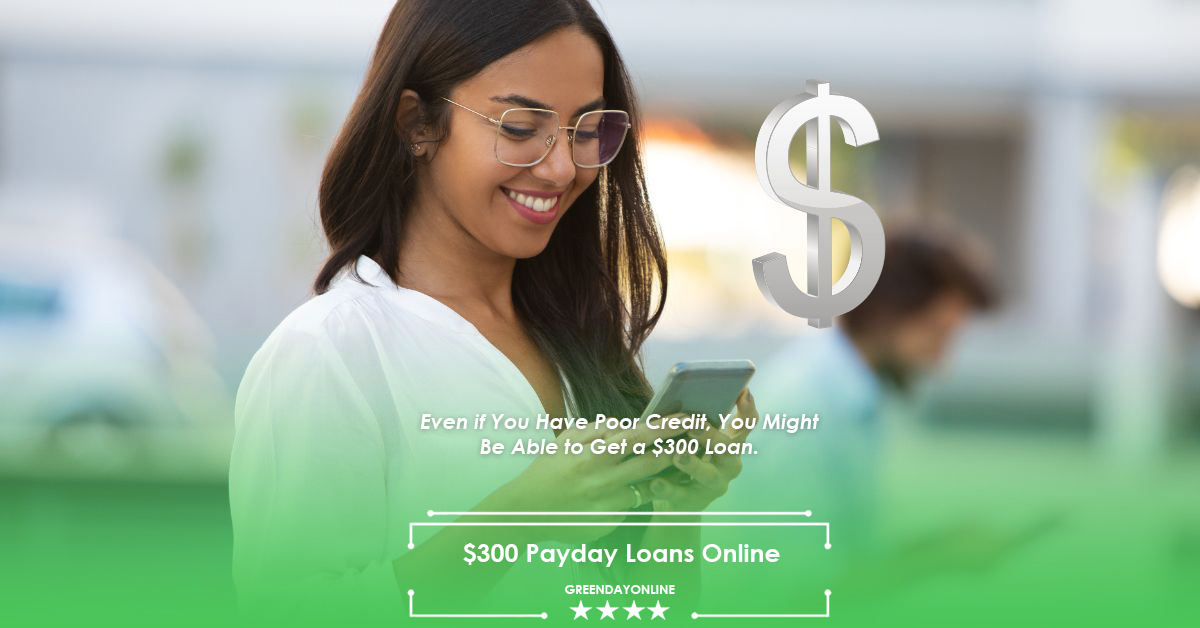 $
Even if You Have Poor Credit, You Might
Be Able to Get a $300 Loan.
$300 Payday Loans Online
GREENDAYONLINE